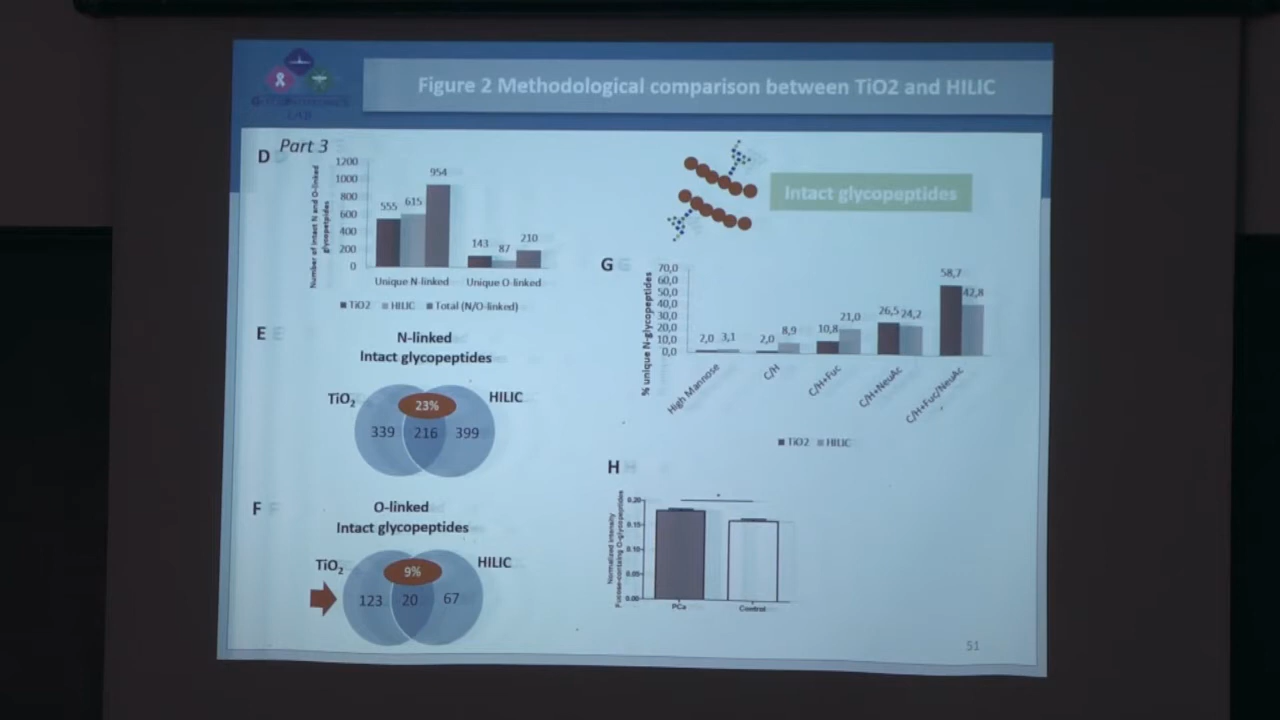 Figure 2 Methodological comparison between TiO2 and HILIC
LAB
D
Part 3
Number of intact N and O-linked
glycopetpides
1200
1000
800
600
400
200
0
555
615
954
143
87
210
Unique N-linked
Unique O-linked
TiO2
HILIC
Total (N/O-linked)
Intact glycopeptides
E
N-linked
Intact glycopeptides
TiO2
23%
HILIC
339
216
399
F
O-linked
Intact glycopeptides
TiO2
9%
HILIC
123
20
67
G
% unique N-glycopeptides
70,0
60,0
50,0
40,0
30,0
20,0
10,0
0,0
2,0
3,1
2,0
8,9
10,8
21,0
26,5
24,2
58,7
42,8
High Mannose
C/H
C/H+Fuc
C/H+NeuAc
C/H+Fuc/NeuAc
TiO2
HILIC
H
Normalized Intensity
Fucose-containg O-glycopeptides
0.20
0.15
0.10
0.05
0.00
*
PCa
Control
51